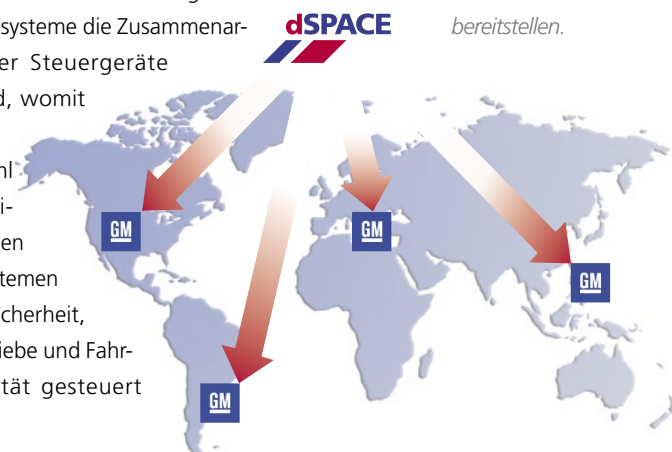 systeme die Zusammenar-
er Steuergeräte
d, womit
hl
i-
en
temen
cherheit,
iebe und Fahr-
tät gesteuert
dSPACE
bereitstellen.
GM
GM
GM
GM